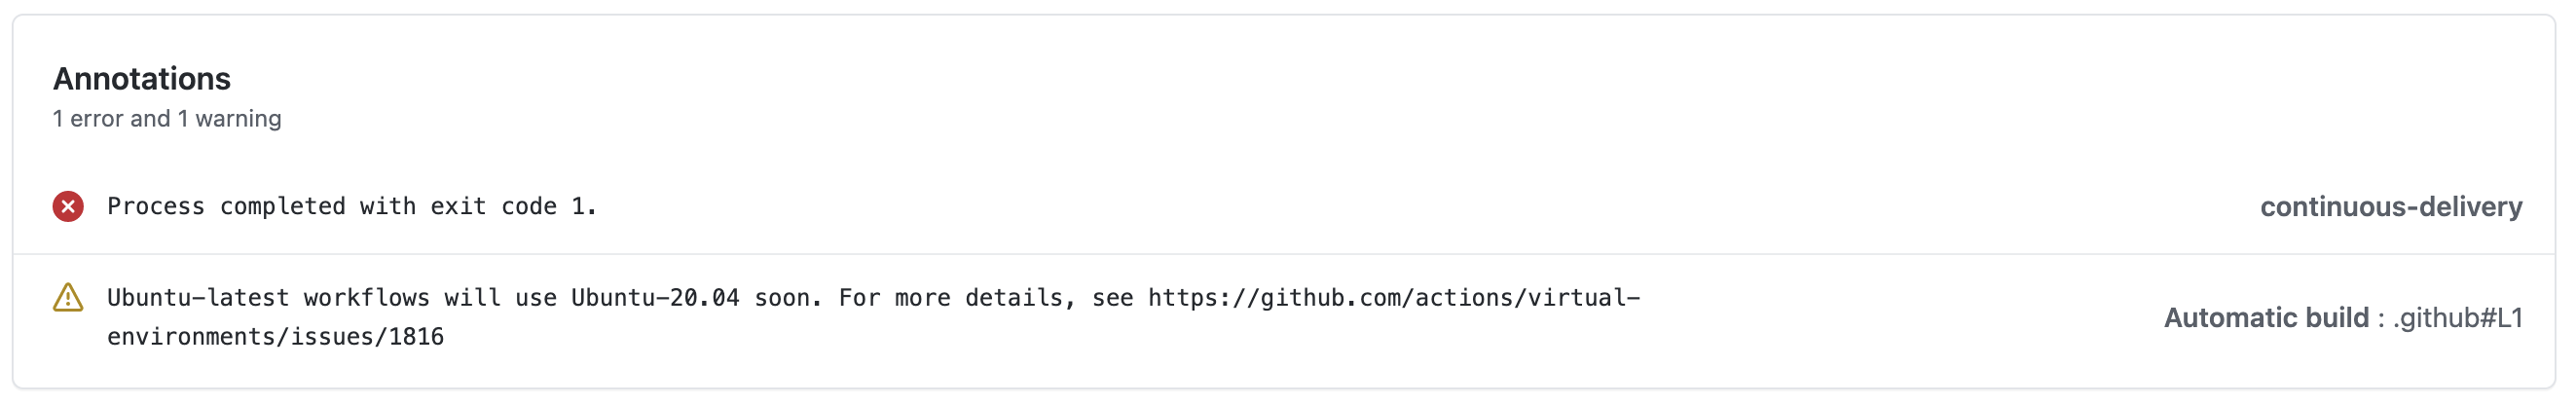 Annotations
1 error and 1 warning
Process completed with exit code 1.
continuous-delivery
Ubuntu-latest workflows will use Ubuntu-20.04 soon. For more details, see https://github.com/actions/virtual-
environments/issues/1816
Automatic build : .github#L1